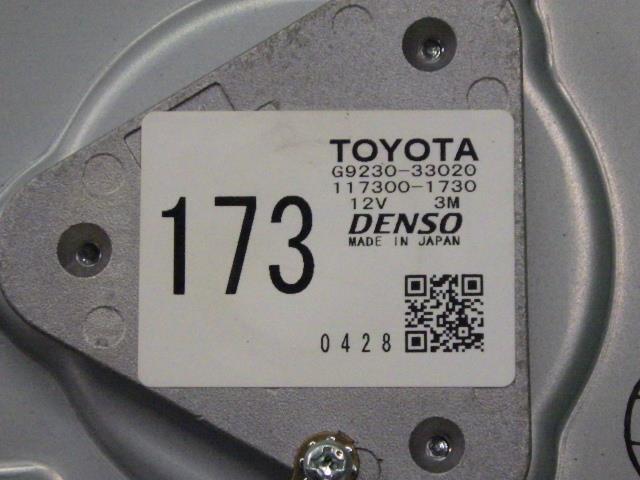 173
TOYOTA
G9230-33020
117300-1730
12V 3M
DENSO
MADE IN JAPAN
0428